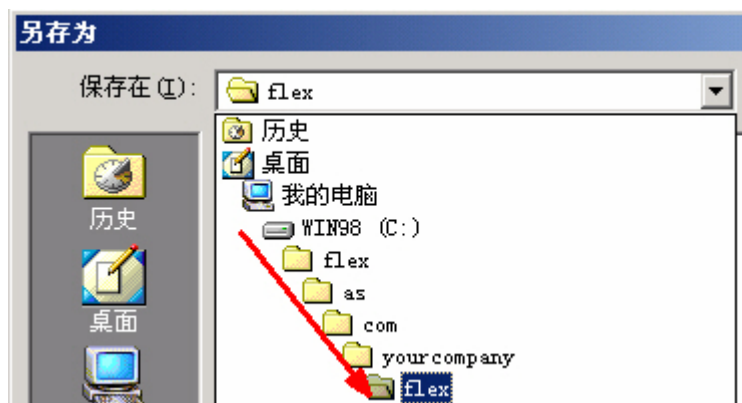 另存为
保存在(I):
flex
历史
桌面
我的电脑
WIN98 (C:)
flex
as
com
yourcompany
flex
历史
桌面